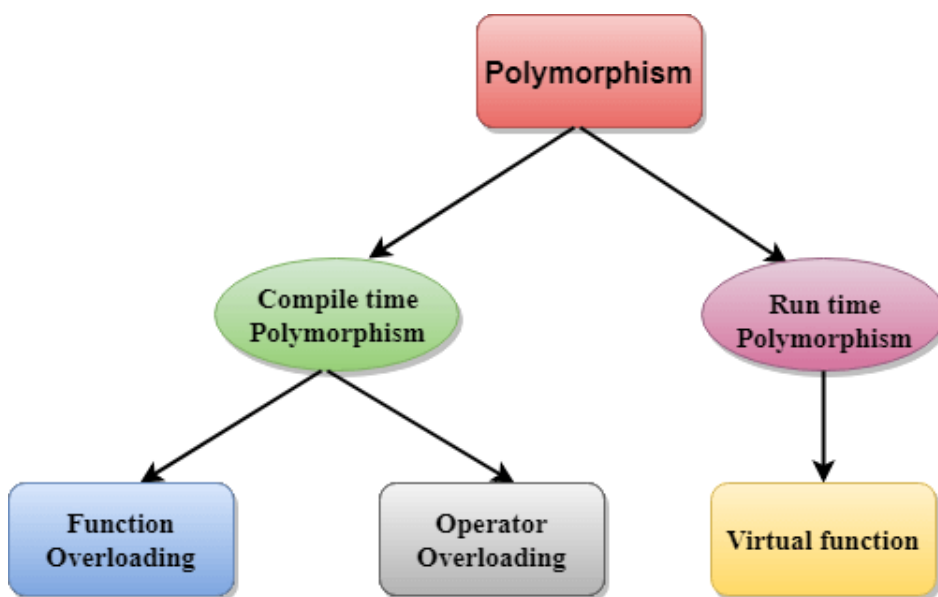 Polymorphism
Compile time
Polymorphism
Run time
Polymorphism
Function
Overloading
Operator
Overloading
Virtual function